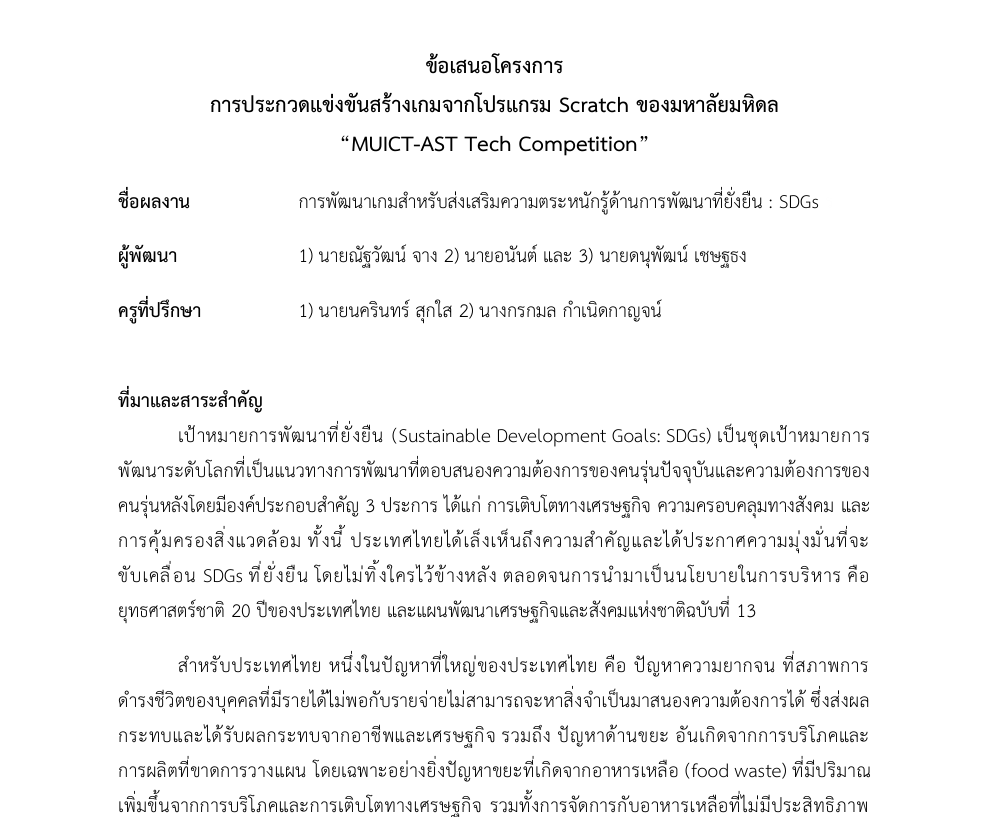 ข้อเสนอโครงการ
การประกวดแข่งขันสร้างเกมจากโปรแกรม Scratch ของมหาลัยมหิดล
“MUICT-AST Tech Competition”
ชื่อผลงาน การพัฒนาเกมสำหรับส่งเสริมความตระหนักรู้ด้านการพัฒนาที่ยั่งยืน : SDGs
ผู้พัฒนา 1) นายณัฐวัฒน์ จาง 2) นายอนันต์ และ 3) นายดนุพัฒน์ เชษฐธง
ครูที่ปรึกษา 1) นายนครินทร์ สุกใส 2) นางกรกมล กำเนิดกาญจน์
ที่มาและสาระสำคัญ
เป้าหมายการพัฒนาที่ยั่งยืน (Sustainable Development Goals: SDGs) เป็นชุดเป้าหมายการ
พัฒนาระดับโลกที่เป็นแนวทางการพัฒนาที่ตอบสนองความต้องการของคนรุ่นปัจจุบันและความต้องการของ
คนรุ่นหลังโดยมีองค์ประกอบสำคัญ 3 ประการ ได้แก่ การเติบโตทางเศรษฐกิจ ความครอบคลุมทางสังคม และ
การคุ้มครองสิ่งแวดล้อม ทั้งนี้ ประเทศไทยได้เล็งเห็นถึงความสำคัญและได้ประกาศความมุ่งมั่นที่จะ
ขับเคลื่อน SDGs ที่ยั่งยืน โดยไม่ทิ้งใครไว้ข้างหลัง ตลอดจนการนำมาเป็นนโยบายในการบริหาร คือ
ยุทธศาสตร์ชาติ 20 ปีของประเทศไทย และแผนพัฒนาเศรษฐกิจและสังคมแห่งชาติฉบับที่ 13
สำหรับประเทศไทย หนึ่งในปัญหาที่ใหญ่ของประเทศไทย คือ ปัญหาความยากจน ที่สภาพการ
ดำรงชีวิตของบุคคลที่มีรายได้ไม่พอกับรายจ่ายไม่สามารถจะหาสิ่งจำเป็นมาสนองความต้องการได้ ซึ่งส่งผล
กระทบและได้รับผลกระทบจากอาชีพและเศรษฐกิจ รวมถึง ปัญหาด้านขยะ อันเกิดจากการบริโภคและ
การผลิตที่ขาดการวางแผน โดยเฉพาะอย่างยิ่งปัญหาขยะที่เกิดจากอาหารเหลือ (food waste) ที่มีปริมาณ
เพิ่มขึ้นจากการบริโภคและการเติบโตทางเศรษฐกิจ รวมทั้งการจัดการกับอาหารเหลือที่ไม่มีประสิทธิภาพ